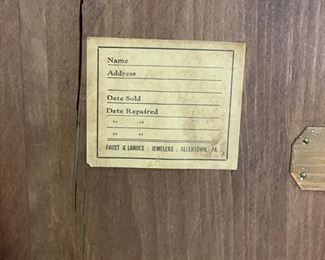 Name
Address
Date Sold
Date Repaired
" "
" "
FAUST & LANDES : JEWELERS : ALLENTOWN, PA.